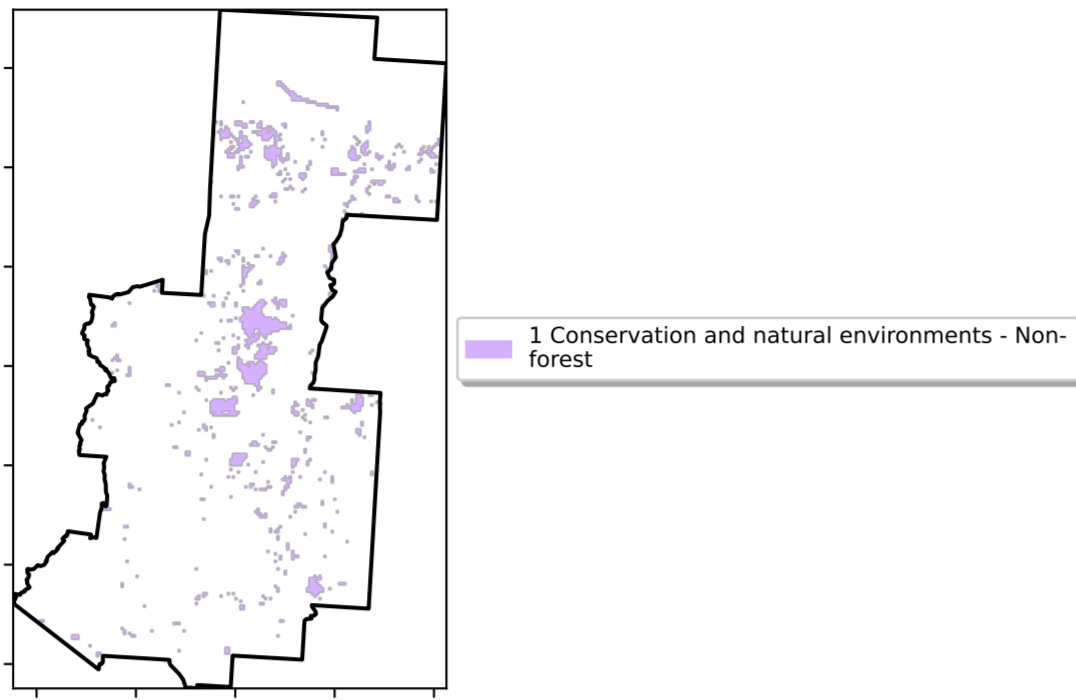 1 Conservation and natural environments - Non-
forest